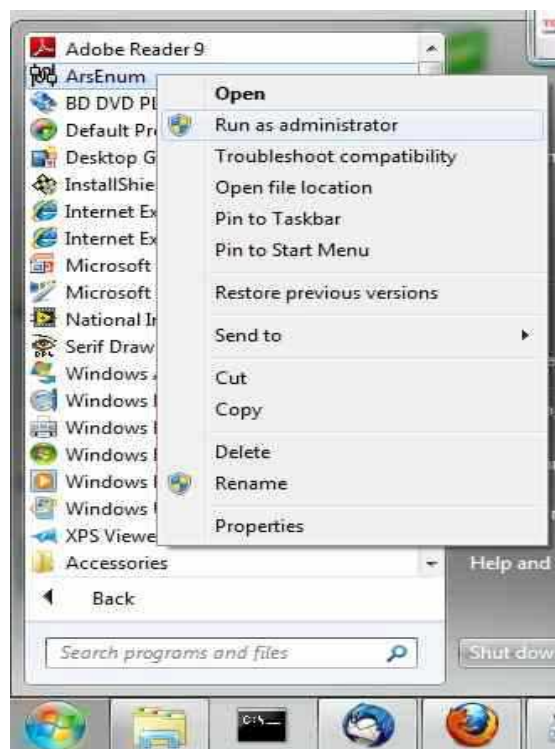 Adobe Reader 9
ArsEnum
BD DVD
Default
Desktop
InstallShie
Internet Ex
Internet Ex
Microsoft
Microsoft
National
Serif Draw
Windows
Windows
Windows
Windows
Windows
Windows
XPS Viewe
Accessories
Back
Search programs and files
Open
Run as administrator
Troubleshoot compatibility
Open file location
Pin to Taskbar
Pin to Start Menu
Restore previous versions
Send to
Cut
Copy
Delete
Rename
Properties
Help and
Shut dow
C:\_